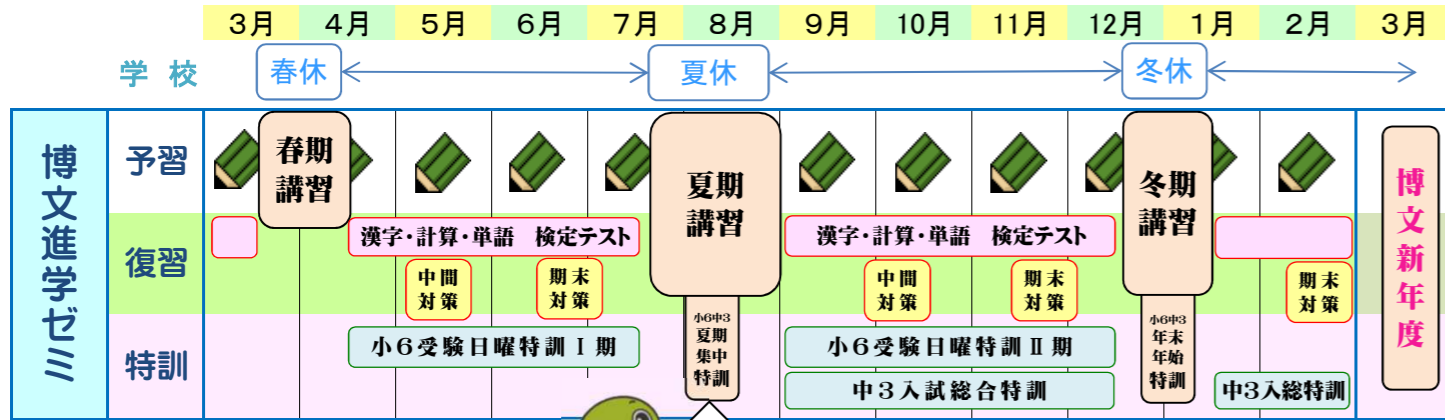 3月 4月 5月 6月 7月 8月 9月 10月 11月 12月 1月 2月 3月
学校 春休 夏休 冬休
博文進学ゼミ
予習
春期
講習
夏期
講習
冬期
講習
博文新年度
復習
漢字・計算・単語 検定テスト
漢字・計算・単語 検定テスト
中間
対策
期末
対策
中間
対策
期末
対策
期末
対策
特訓
小6受験日曜特訓Ⅰ期
小6中3
夏期
集中
特訓
小6受験日曜特訓Ⅱ期
中3入試総合特訓
小6中3
年末
年始
特訓
中3入総特訓